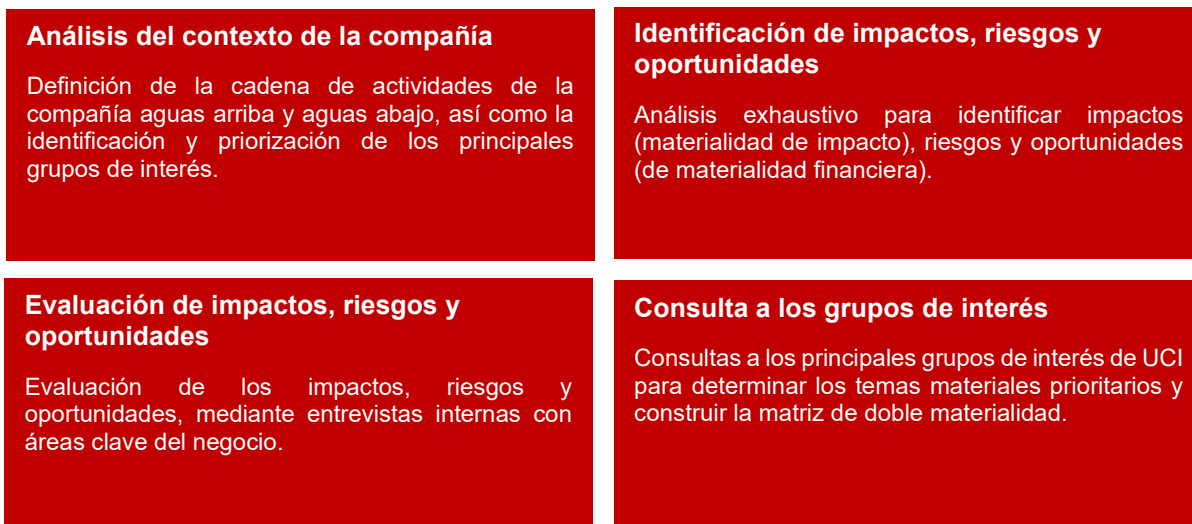 Análisis del contexto de la compañía
Definición de la cadena de actividades de la
compañía aguas arriba y aguas abajo, así como la
identificación y priorización de los principales
grupos de interés.
Identificación de impactos, riesgos y
oportunidades
Análisis exhaustivo para identificar impactos
(materialidad de impacto), riesgos y oportunidades
(de materialidad financiera).
Evaluación de impactos, riesgos y
oportunidades
Evaluación de los impactos, riesgos y
oportunidades, mediante entrevistas internas con
áreas clave del negocio.
Consulta a los grupos de interés
Consultas a los principales grupos de interés de UCI
para determinar los temas materiales prioritarios y
construir la matriz de doble materialidad.